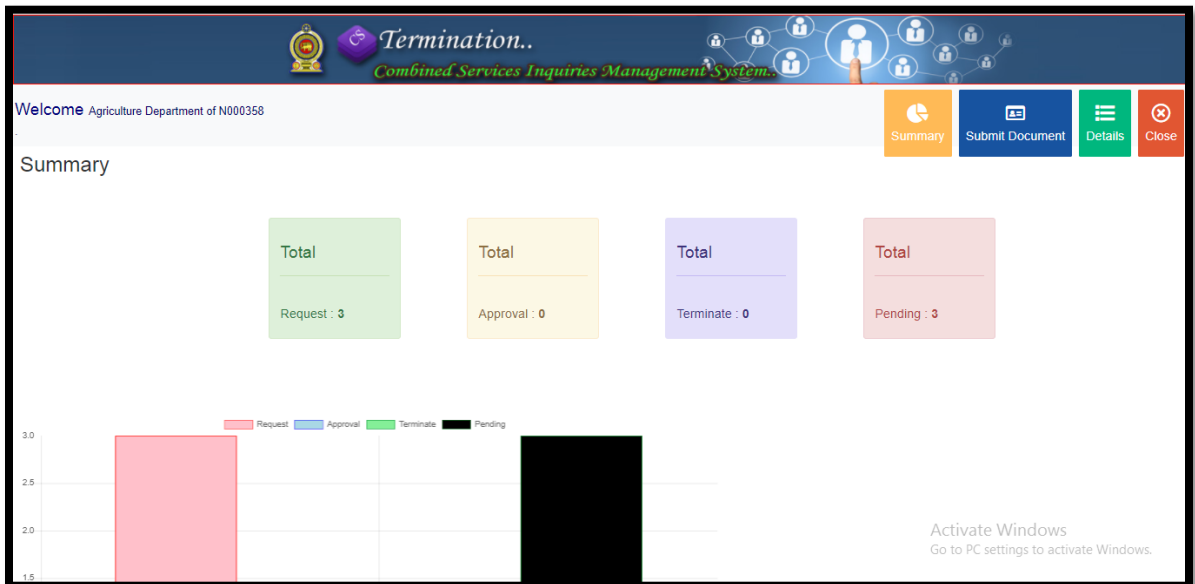 Termination..
Combined Services Inquiries Management System..
Welcome Agriculture Department of N000358
.
Summary
Submit Document
Details
Close
Summary
Total
Request : 3
Total
Approval : 0
Total
Terminate : 0
Total
Pending : 3
Request Approval Terminate Pending
3.0
2.5
2.0
1.5
Activate Windows
Go to PC settings to activate Windows.